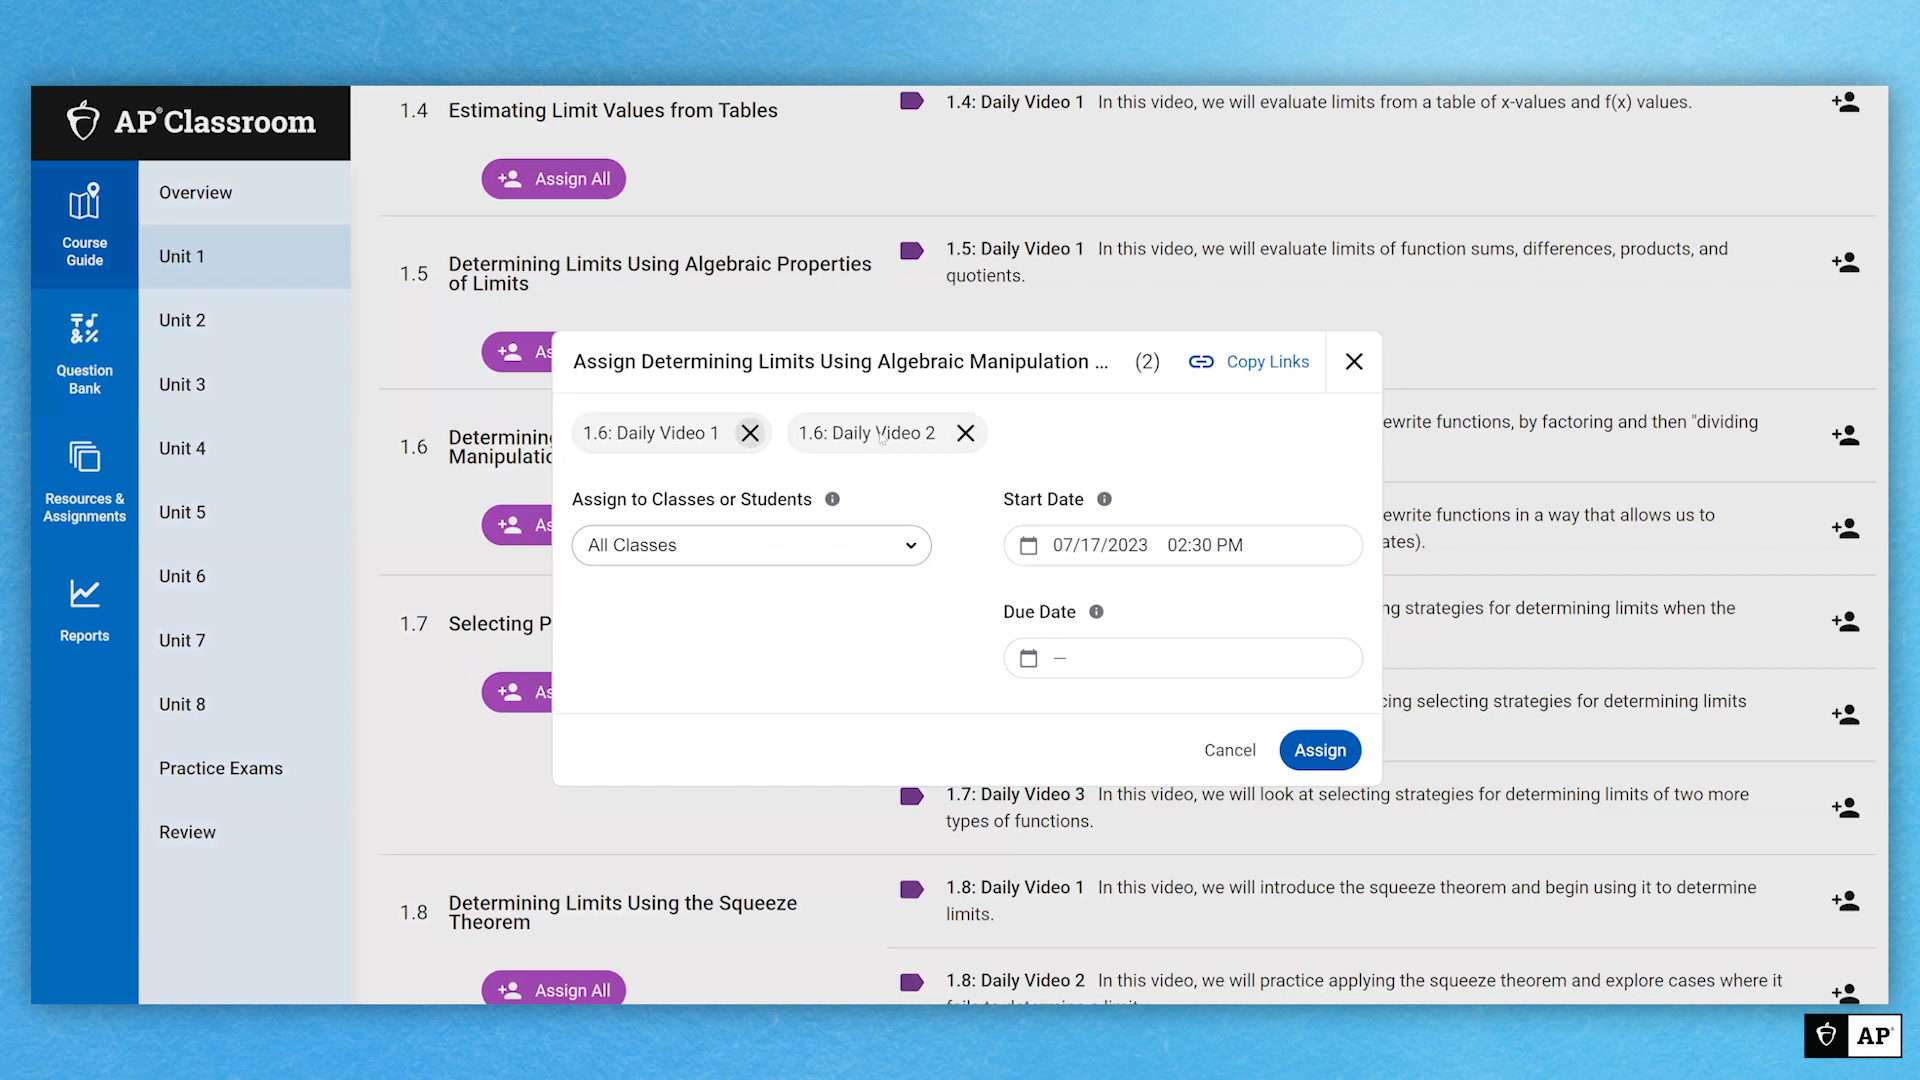 AP® Classroom
Course
Guide
Question
Bank
Resources &
Assignments
Reports
Overview
Unit 1
Unit 2
Unit 3
Unit 4
Unit 5
Unit 6
Unit 7
Unit 8
Practice Exams
Review
1.4 Estimating Limit Values from Tables
Assign All
1.4: Daily Video 1 In this video, we will evaluate limits from a table of x-values and f(x) values.
1.5 Determining Limits Using Algebraic Properties
of Limits
As
1.5: Daily Video 1 In this video, we will evaluate limits of function sums, differences, products, and
quotients.
1.6 Determining
Manipulatic
As
ewrite functions, by factoring and then "dividing
ewrite functions in a way that allows us to
ates).
1.7 Selecting P
As
ng strategies for determining limits when the
cing selecting strategies for determining limits
1.7: Daily Video 3 In this video, we will look at selecting strategies for determining limits of two more
types of functions.
1.8 Determining Limits Using the Squeeze
Theorem
Assign All
1.8: Daily Video 1 In this video, we will introduce the squeeze theorem and begin using it to determine
limits.
1.8: Daily Video 2 In this video, we will practice applying the squeeze theorem and explore cases where it
Assign Determining Limits Using Algebraic Manipulation ... (2) Copy Links
1.6: Daily Video 1
1.6: Daily Video 2
Assign to Classes or Students
All Classes
Start Date
07/17/2023 02:30 PM
Due Date
—
Cancel
Assign
AP®